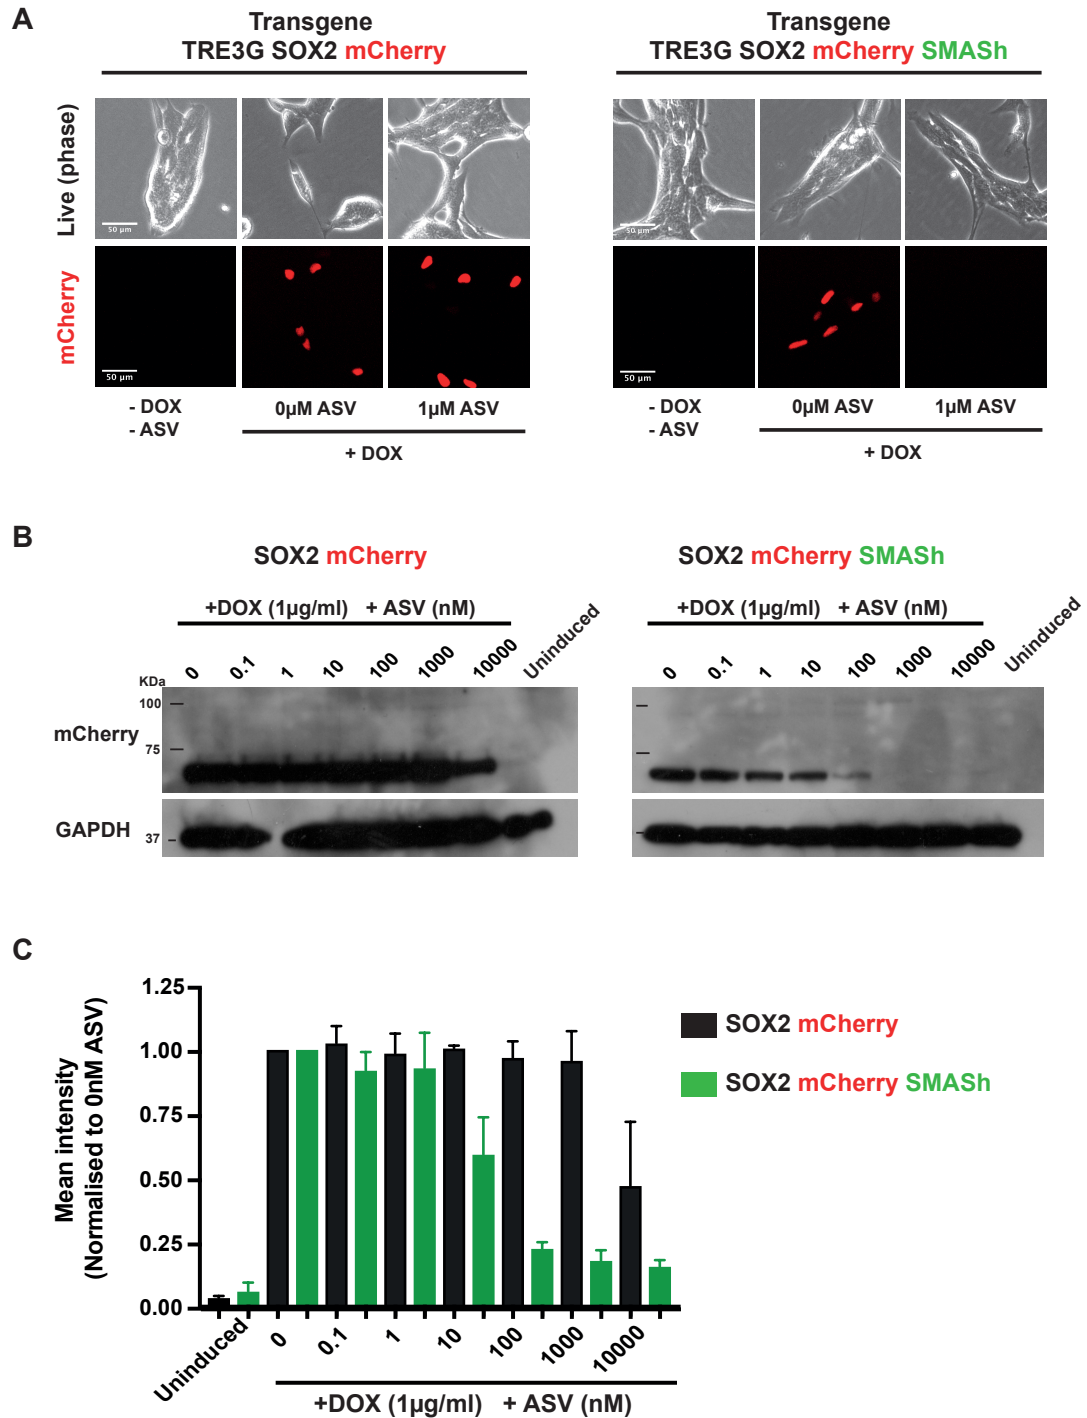 A
Transgene
TRE3G SOX2 mCherry
Transgene
TRE3G SOX2 mCherry SMASh
Live (phase)
50 µm
50 µm
mCherry
50 µm
50 µm
- DOX
- ASV
0µM ASV
1µM ASV
+ DOX
- DOX
- ASV
0µM ASV
1µM ASV
+ DOX
B
SOX2 mCherry
SOX2 mCherry SMASh
+DOX (1µg/ml) + ASV (nM)
+DOX (1µg/ml) + ASV (nM)
0 0.1 1 10 100 1000 10000 Uninduced
0 0.1 1 10 100 1000 10000 Uninduced
KDa
100
mCherry
75
GAPDH
37
C
Mean intensity
(Normalised to 0nM ASV)
1.25
1.00
0.75
0.50
0.25
0.00
SOX2 mCherry
SOX2 mCherry SMASh
Uninduced 0 0.1 1 10 100 1000 10000
+DOX (1µg/ml) + ASV (nM)